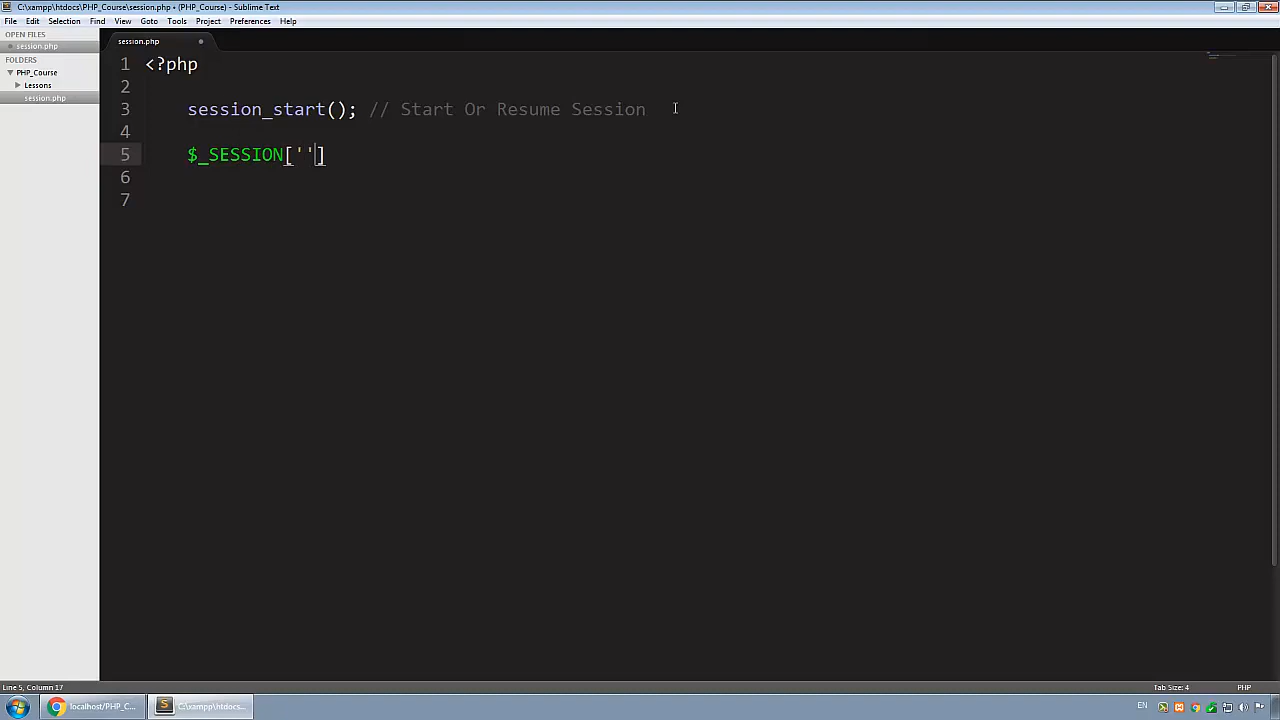 C:\xampp\htdocs\PHP_Course\session.php • (PHP_Course) - Sublime Text
File Edit Selection Find View Goto Tools Project Preferences Help
OPEN FILES
session.php
FOLDERS
PHP_Course
Lessons
session.php
session.php
1 <?php
2
3 session_start(); // Start Or Resume Session
4
5 $_SESSION['']
6
7
Line 5, Column 17
Tab Size: 4
PHP
localhost/PHP_C...
C:\xampp\htdocs...
EN